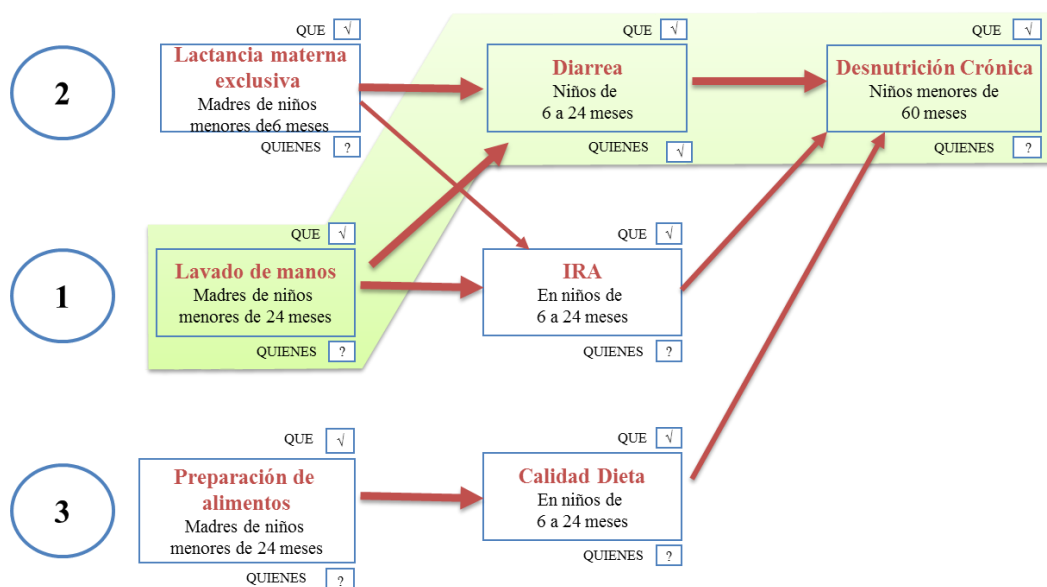 QUE √
QUE √
QUE √
2
Lactancia materna
exclusiva
Madres de niños
menores de6 meses
Diarrea
Niños de
6 a 24 meses
Desnutrición Crónica
Niños menores de
60 meses
QUIENES ?
QUIENES √
QUIENES ?
QUE √
QUE √
1
Lavado de manos
Madres de niños
menores de 24 meses
IRA
En niños de
6 a 24 meses
QUIENES ?
QUIENES ?
QUE √
QUE √
3
Preparación de
alimentos
Madres de niños
menores de 24 meses
Calidad Dieta
En niños de
6 a 24 meses
QUIENES ?
QUIENES ?